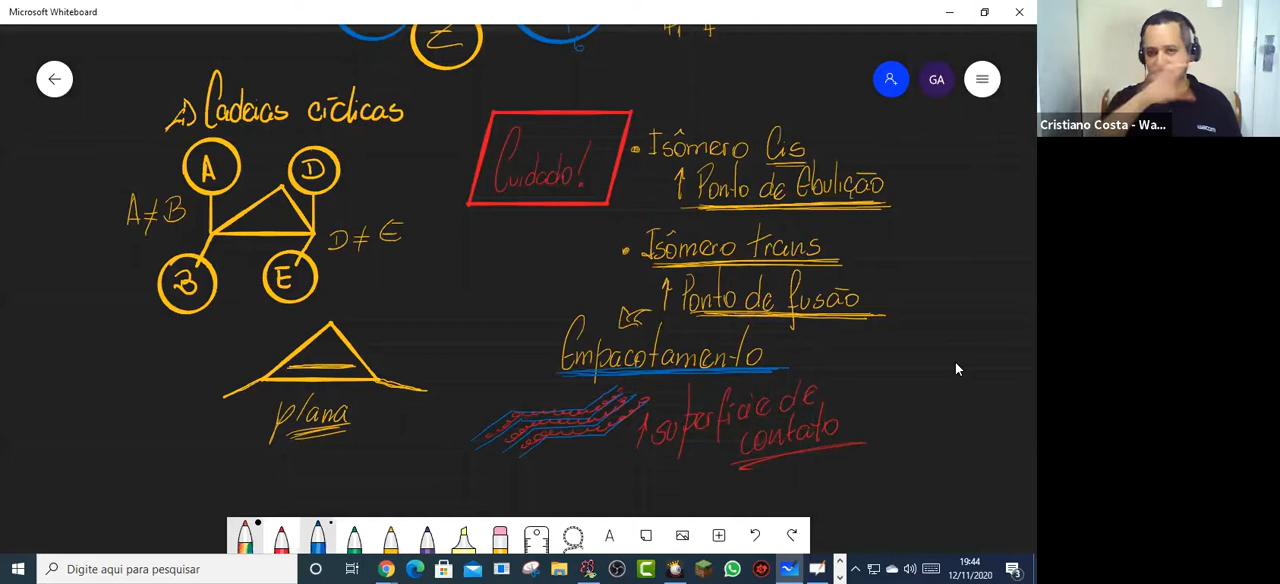 Microsoft Whiteboard
GA
Cristiano Costa - Wa...
Cadeias cíclicas
A
D
A≠B
D≠E
B
E
plana
Cuidado!
• Isômero Cis
↑ Ponto de Ebulição
• Isômero trans
↑ Ponto de fusão
Empacotamento
↑ superfície de
contato
A
Digite aqui para pesquisar
19:44
12/11/2020
3